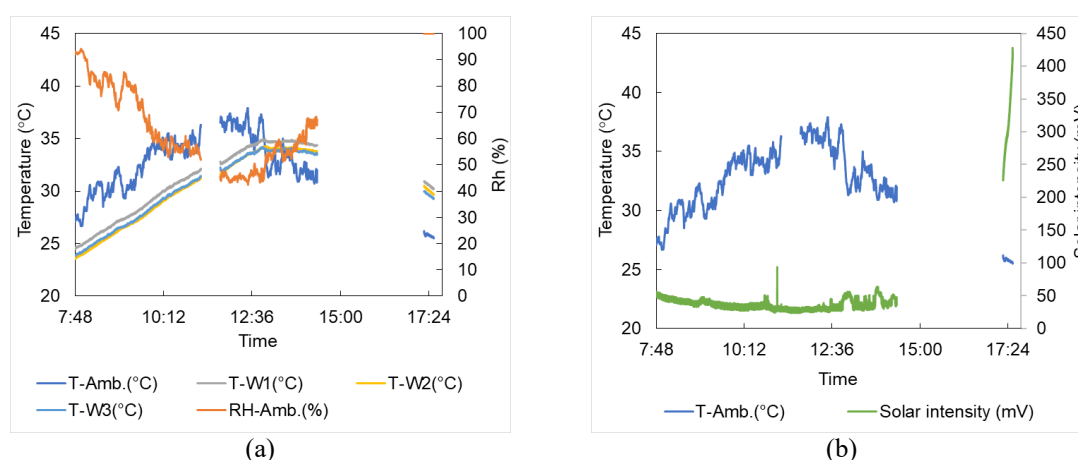 45
40
35
30
25
20
Temperature (°C)
100
90
80
70
60
50
40
30
20
10
0
Rh (%)
7:48 10:12 12:36 15:00 17:24
Time
T-Amb.(°C) T-W1(°C) T-W2(°C)
T-W3(°C) RH-Amb.(%)
(a)
45
40
35
30
25
20
Temperature (°C)
450
400
350
300
250
200
150
100
50
0
Solar intensity (mV)
7:48 10:12 12:36 15:00 17:24
Time
T-Amb.(°C) Solar intensity (mV)
(b)